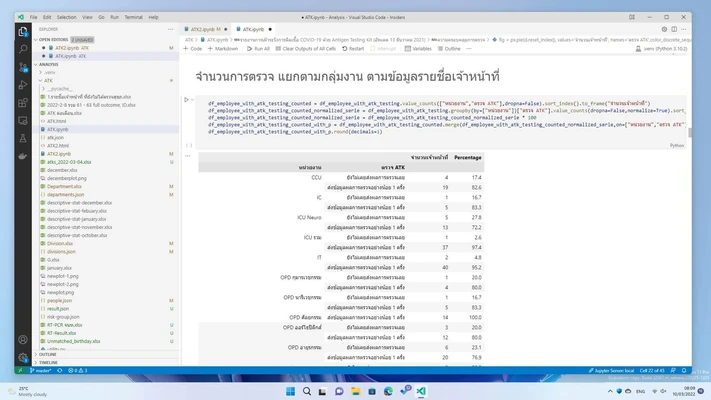 File Edit Selection View Go Run Terminal Help
ATK.ipynb - Analysis - Visual Studio Code - Insiders
EXPLORER
OPEN EDITORS 2 unsaved
ATK2.ipynb ATK M
ATK.ipynb ATK
ANALYSIS
.venv
ATK
__pycache__
ATK.html
ATK.ipynb
atk.json
ATK2.html
ATK2.ipynb M
atks_2022-03-04.xlsx U
december.xlsx
decemberplot.png
Department.xlsx M
departments.json M
descriptive-stat-december.xlsx
descriptive-stat-febuary.xlsx
descriptive-stat-january.xlsx
descriptive-stat-november.xlsx
descriptive-stat-october.xlsx
Division.xlsx M
divisions.json M
G.xlsx
january.xlsx
newplot-1.png
newplot-2.png
newplot.png
people.json M
result.json U
risk-group.json
RT-Result.xlsx U
Unmatched_birthday.xlsx U
OUTLINE
TIMELINE
ATK2.ipynb M
ATK.ipynb
+ Code + Markdown Run All Clear Outputs of All Cells Restart Interrupt Variables Outline
.venv (Python 3.10.2)
จำนวนการตรวจ แยกตามกลุ่มงาน ตามข้อมูลรายชื่อเจ้าหน้าที่
df_employee_with_atk_testing_counted = df_employee_with_atk_testing.value_counts(["หน่วยงาน","ตรวจ ATK"],dropna=False).sort_index().to_frame("จำนวนเจ้าหน้าที่")
df_employee_with_atk_testing_counted_normalized_serie = df_employee_with_atk_testing.groupby(by=["หน่วยงาน"])["ตรวจ ATK"].value_counts(dropna=False,normalize=True).sort_
df_employee_with_atk_testing_counted_normalized_serie = df_employee_with_atk_testing_counted_normalized_serie * 100
df_employee_with_atk_testing_counted_with_p = df_employee_with_atk_testing_counted.merge(df_employee_with_atk_testing_counted_normalized_serie,on=["หน่วยงาน","ตรวจ ATK"]
df_employee_with_atk_testing_counted_with_p.round(decimals=1)
Python
จำนวนเจ้าหน้าที่ Percentage
หน่วยงาน ตรวจ ATK
CCU ยังไม่เคยส่งผลการตรวจเลย 4 17.4
ส่งข้อมูลผลการตรวจอย่างน้อย 1 ครั้ง 19 82.6
IC ยังไม่เคยส่งผลการตรวจเลย 1 16.7
ส่งข้อมูลผลการตรวจอย่างน้อย 1 ครั้ง 5 83.3
ICU Neuro ยังไม่เคยส่งผลการตรวจเลย 5 27.8
ส่งข้อมูลผลการตรวจอย่างน้อย 1 ครั้ง 13 72.2
ICU รวม ยังไม่เคยส่งผลการตรวจเลย 1 2.6
ส่งข้อมูลผลการตรวจอย่างน้อย 1 ครั้ง 37 97.4
IT ยังไม่เคยส่งผลการตรวจเลย 2 4.8
ส่งข้อมูลผลการตรวจอย่างน้อย 1 ครั้ง 40 95.2
OPD กุมารเวชกรรม ยังไม่เคยส่งผลการตรวจเลย 1 20.0
ส่งข้อมูลผลการตรวจอย่างน้อย 1 ครั้ง 4 80.0
OPD นารีเวชกรรม ยังไม่เคยส่งผลการตรวจเลย 1 16.7
ส่งข้อมูลผลการตรวจอย่างน้อย 1 ครั้ง 5 83.3
OPD ศัลยกรรม ส่งข้อมูลผลการตรวจอย่างน้อย 1 ครั้ง 14 100.0
OPD ออร์โธปิดิกส์ ยังไม่เคยส่งผลการตรวจเลย 3 20.0
ส่งข้อมูลผลการตรวจอย่างน้อย 1 ครั้ง 12 80.0
OPD อายุรกรรม ยังไม่เคยส่งผลการตรวจเลย 6 23.1
ส่งข้อมูลผลการตรวจอย่างน้อย 1 ครั้ง 20 76.9
master* 0 3
Jupyter Server: local Cell 22 of 45
25°C
Mostly cloudy
ENG
08:08
10/03/2022